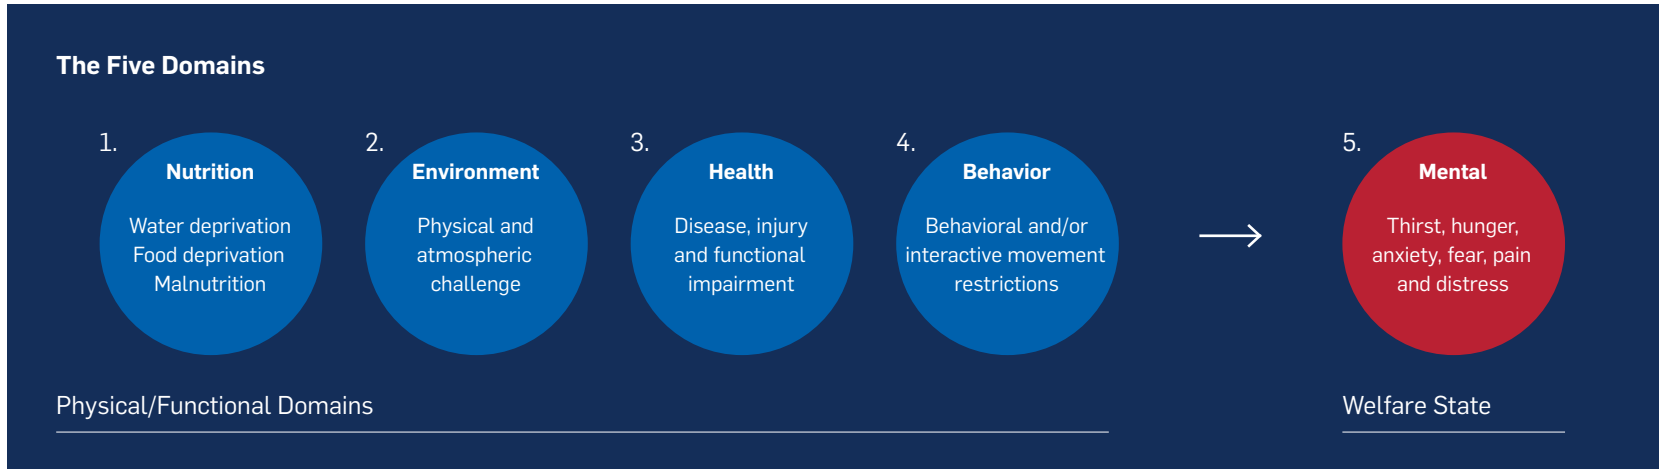 The Five Domains
1.
Nutrition
Water deprivation
Food deprivation
Malnutrition
2.
Environment
Physical and
atmospheric
challenge
3.
Health
Disease, injury
and functional
impairment
4.
Behavior
Behavioral and/or
interactive movement
restrictions
5.
Mental
Thirst, hunger,
anxiety, fear, pain
and distress
Physical/Functional Domains
Welfare State